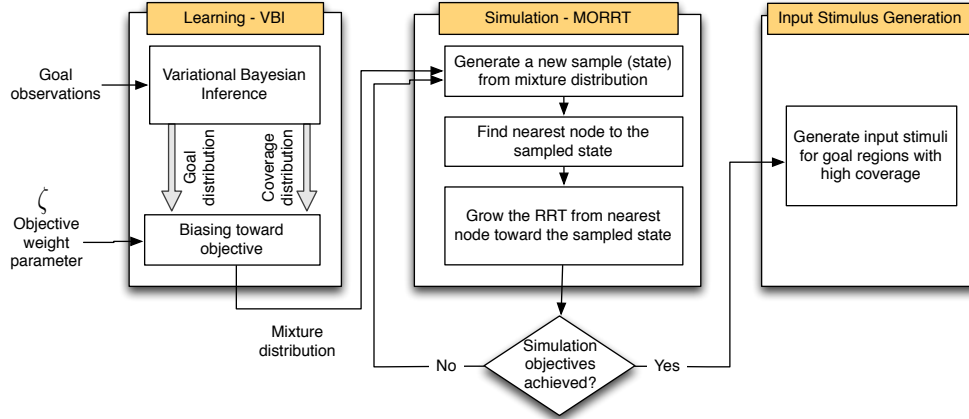 Learning - VBI
Goal
observations
Variational Bayesian
Inference
Goal
distribution
Coverage
distribution
ζ
Objective
weight
parameter
Biasing toward
objective
Mixture
distribution
Simulation - MORRT
Generate a new sample (state)
from mixture distribution
Find nearest node to the
sampled state
Grow the RRT from nearest
node toward the sampled state
Simulation
objectives
achieved?
No
Yes
Input Stimulus Generation
Generate input stimuli
for goal regions with
high coverage